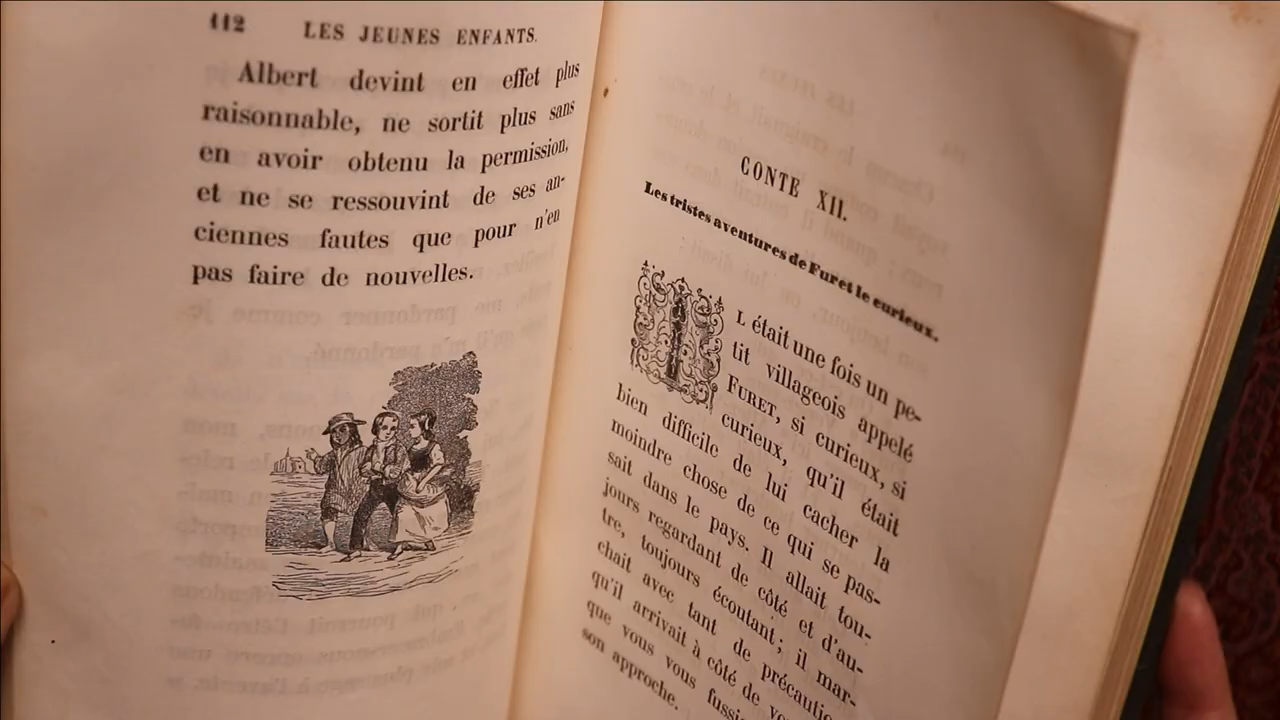 112 LES JEUNES ENFANTS.
Albert devint en effet plus
raisonnable, ne sortit plus sans
en avoir obtenu la permission,
et ne se ressouvint de ses an-
ciennes fautes que pour n'en
pas faire de nouvelles.
CONTE XII.
Les tristes aventures de Furet le curieux.
IL était une fois un pe-
tit villageois appelé
FURET, si curieux, si
curieux, qu'il était
bien difficile de lui cacher la
moindre chose de ce qui se pas-
sait dans le pays. Il allait tou-
jours regardant de côté et d'au-
tre, toujours écoutant; il mar-
chait avec tant de
qu'il arrivait à côté de
que vous vous
son approche.